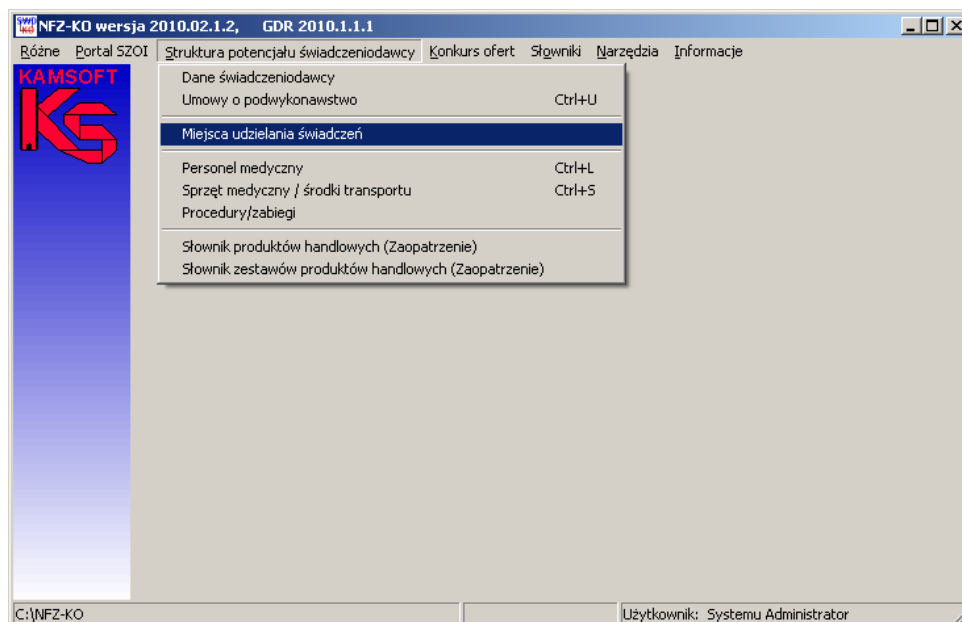 NFZ-KO wersja 2010.02.1.2, GDR 2010.1.1.1
Różne Portal SZOI Struktura potencjału świadczeniodawcy Konkurs ofert Słowniki Narzędzia Informacje
KAMSOFT
KS
Dane świadczeniodawcy
Umowy o podwykonawstwo Ctrl+U
Miejsca udzielania świadczeń
Personel medyczny Ctrl+L
Sprzęt medyczny / środki transportu Ctrl+S
Procedury/zabiegi
Słownik produktów handlowych (Zaopatrzenie)
Słownik zestawów produktów handlowych (Zaopatrzenie)
C:\NFZ-KO Użytkownik: Systemu Administrator